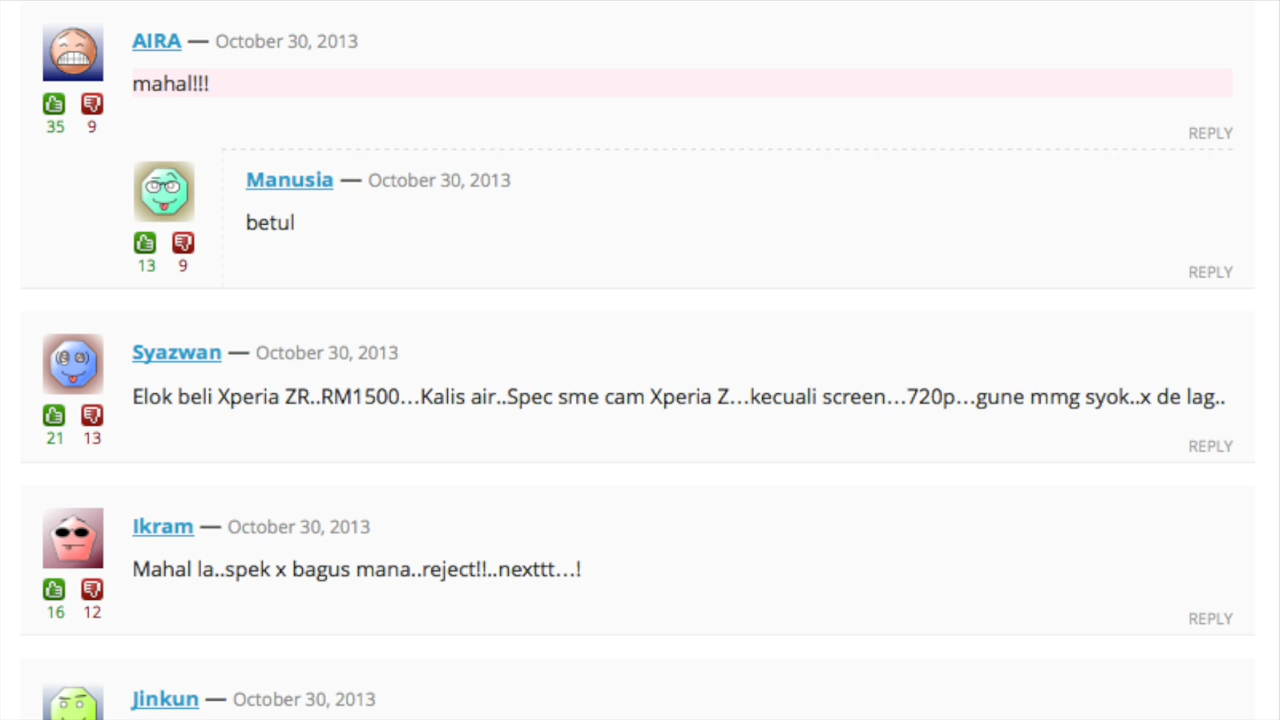 AIRA — October 30, 2013
mahal!!!
35 9
REPLY
Manusia — October 30, 2013
betul
13 9
REPLY
Syazwan — October 30, 2013
Elok beli Xperia ZR..RM1500...Kalis air..Spec sme cam Xperia Z...kecuali screen...720p...gune mmg syok..x de lag..
21 13
REPLY
Ikram — October 30, 2013
Mahal la..spek x bagus mana..reject!!..nexttt...!
16 12
REPLY
Jinkun — October 30, 2013